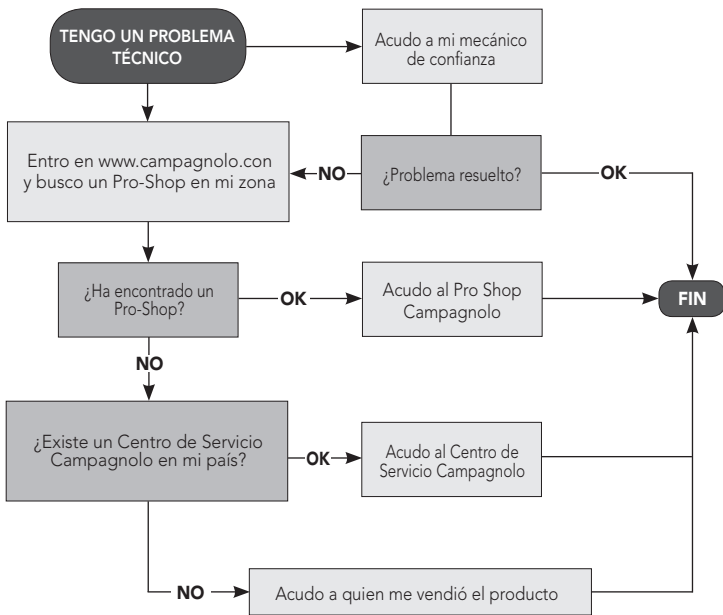 TENGO UN PROBLEMA
TÉCNICO
Acudo a mi mecánico
de confianza
Entro en www.campagnolo.con
y busco un Pro-Shop en mi zona
NO
¿Problema resuelto?
OK
¿Ha encontrado un
Pro-Shop?
OK
Acudo al Pro Shop
Campagnolo
FIN
NO
¿Existe un Centro de Servicio
Campagnolo en mi país?
OK
Acudo al Centro de
Servicio Campagnolo
NO
Acudo a quien me vendió el producto